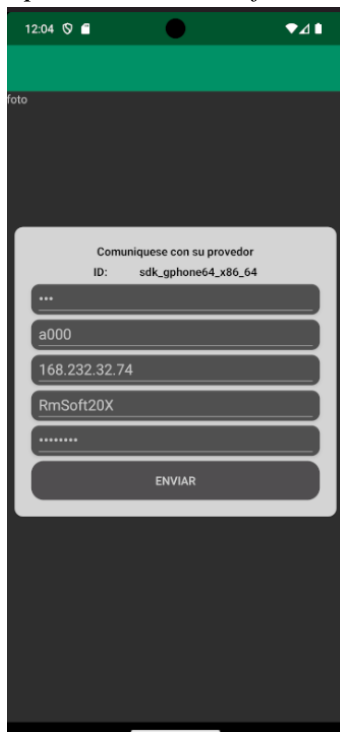 12:04
foto
Comuniquese con su provedor
ID: sdk_gphone64_x86_64
•••
a000
168.232.32.74
RmSoft20X
••••••••
ENVIAR